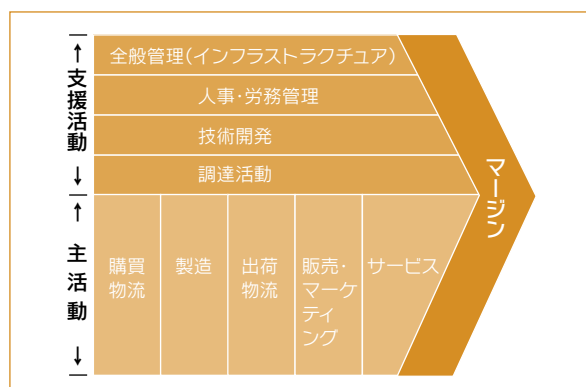 ↑
支援活動
↓
↑
主活動
↓
全般管理(インフラストラクチュア)
人事・労務管理
技術開発
調達活動
購買
物流
製造
出荷
物流
販売・
マーケ
ティ
ング
サービス
マージン